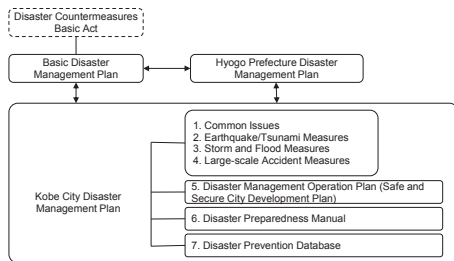 Disaster Countermeasures
Basic Act
Basic Disaster
Management Plan
Hyogo Prefecture Disaster
Management Plan
Kobe City Disaster
Management Plan
1. Common Issues
2. Earthquake/Tsunami Measures
3. Storm and Flood Measures
4. Large-scale Accident Measures
5. Disaster Management Operation Plan (Safe and
Secure City Development Plan)
6. Disaster Preparedness Manual
7. Disaster Prevention Database